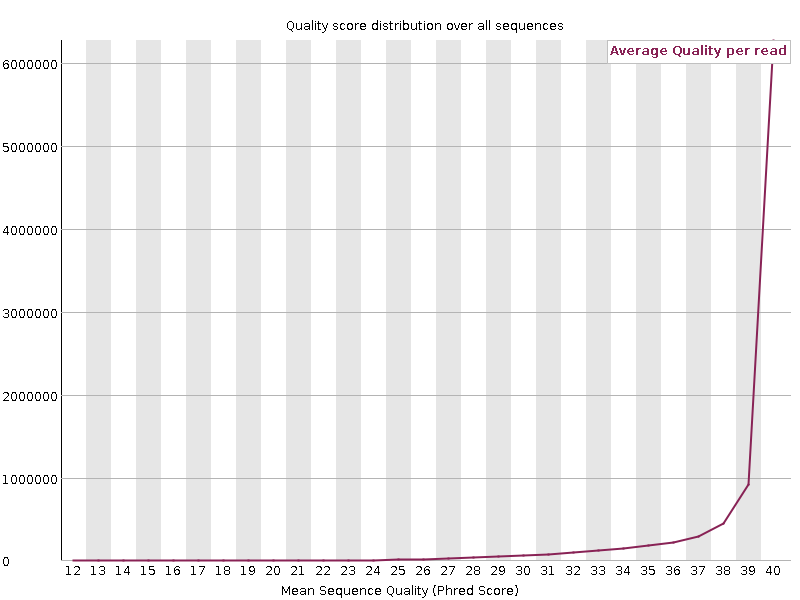 Quality score distribution over all sequences
Average Quality per read
6000000
5000000
4000000
3000000
2000000
1000000
0
12 13 14 15 16 17 18 19 20 21 22 23 24 25 26 27 28 29 30 31 32 33 34 35 36 37 38 39 40
Mean Sequence Quality (Phred Score)